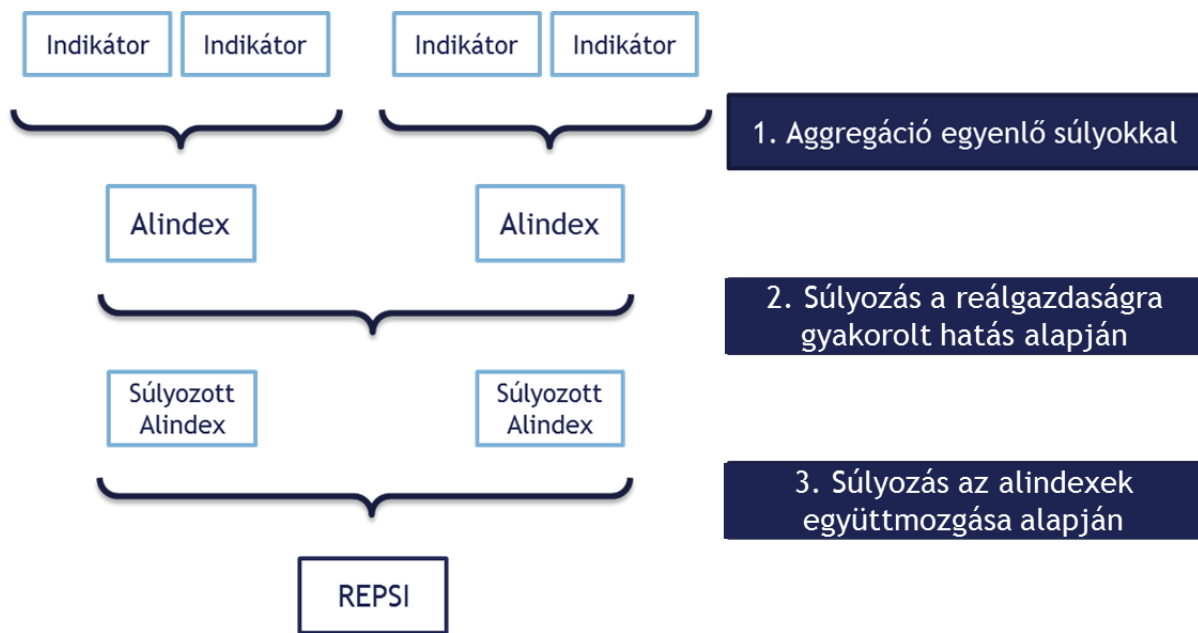 Indikátor
Indikátor
Indikátor
Indikátor
1. Aggregáció egyenlő súlyokkal
Alindex
Alindex
2. Súlyozás a reálgazdaságra
gyakorolt hatás alapján
Súlyozott
Alindex
Súlyozott
Alindex
3. Súlyozás az alindexek
együttmozgása alapján
REPSI